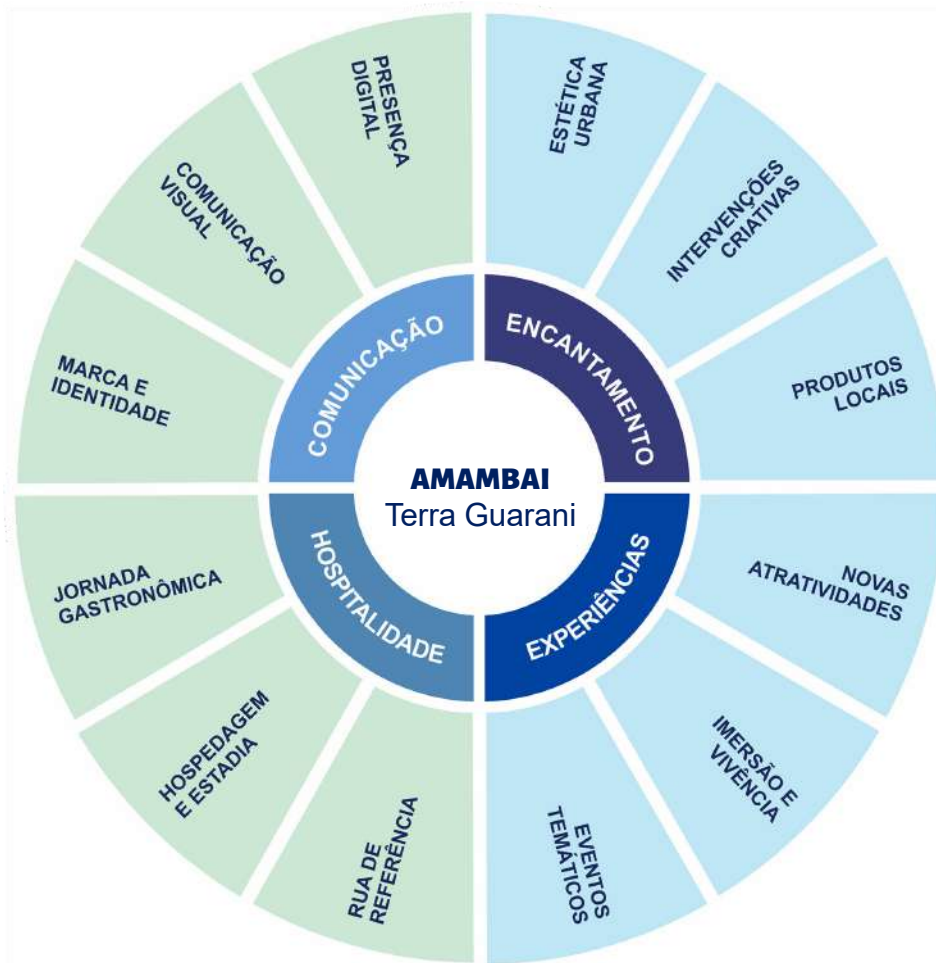 AMAMBAI
Terra Guarani
COMUNICAÇÃO
ENCANTAMENTO
EXPERIÊNCIAS
HOSPITALIDADE
PRESENÇA
DIGITAL
ESTÉTICA
URBANA
INTERVENÇÕES
CRIATIVAS
PRODUTOS
LOCAIS
NOVAS
ATRATIVIDADES
IMERSÃO E
VIVÊNCIA
EVENTOS
TEMÁTICOS
RUA DE
REFERÊNCIA
HOSPEDAGEM
E ESTADIA
JORNADA
GASTRONÔMICA
MARCA E
IDENTIDADE
COMUNICAÇÃO
VISUAL